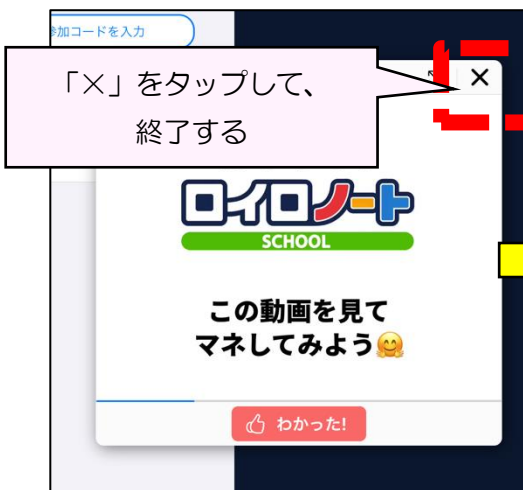 参加コードを入力
「×」をタップして、
終了する
ロイロノート
SCHOOL
この動画を見て
マネしてみよう🤗
わかった!